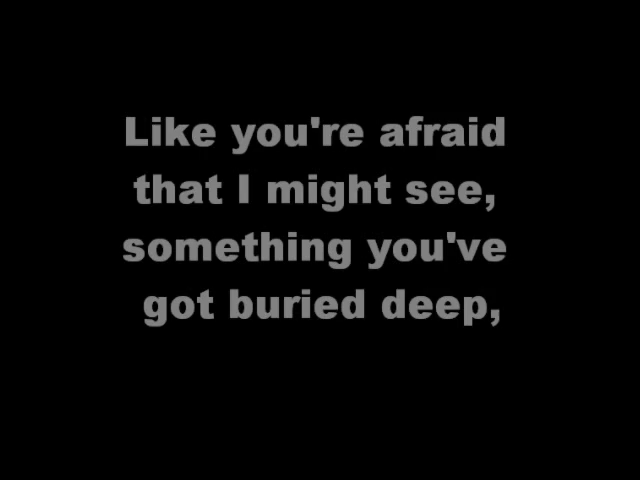 Like you're afraid
that I might see,
something you've
got buried deep,